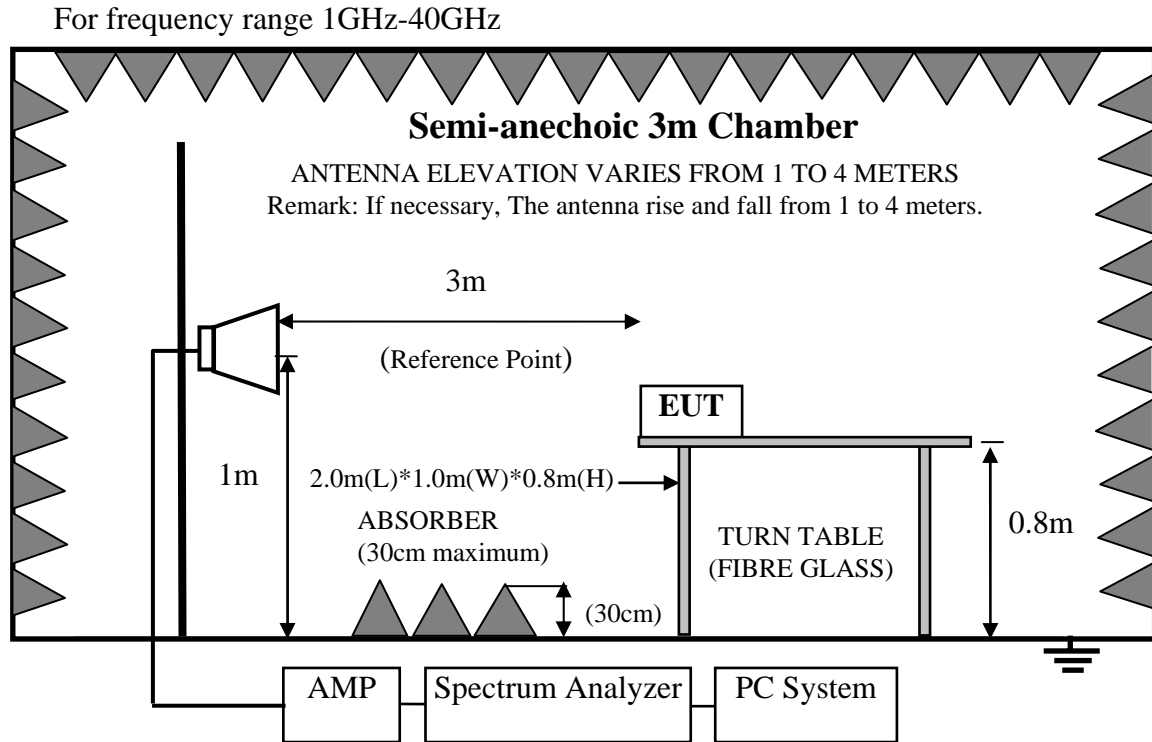 For frequency range 1GHz-40GHz
Semi-anechoic 3m Chamber
ANTENNA ELEVATION VARIES FROM 1 TO 4 METERS
Remark: If necessary, The antenna rise and fall from 1 to 4 meters.
3m
(Reference Point)
EUT
1m
2.0m(L)*1.0m(W)*0.8m(H)
ABSORBER
(30cm maximum)
TURN TABLE
(FIBRE GLASS)
0.8m
(30cm)
AMP
Spectrum Analyzer
PC System